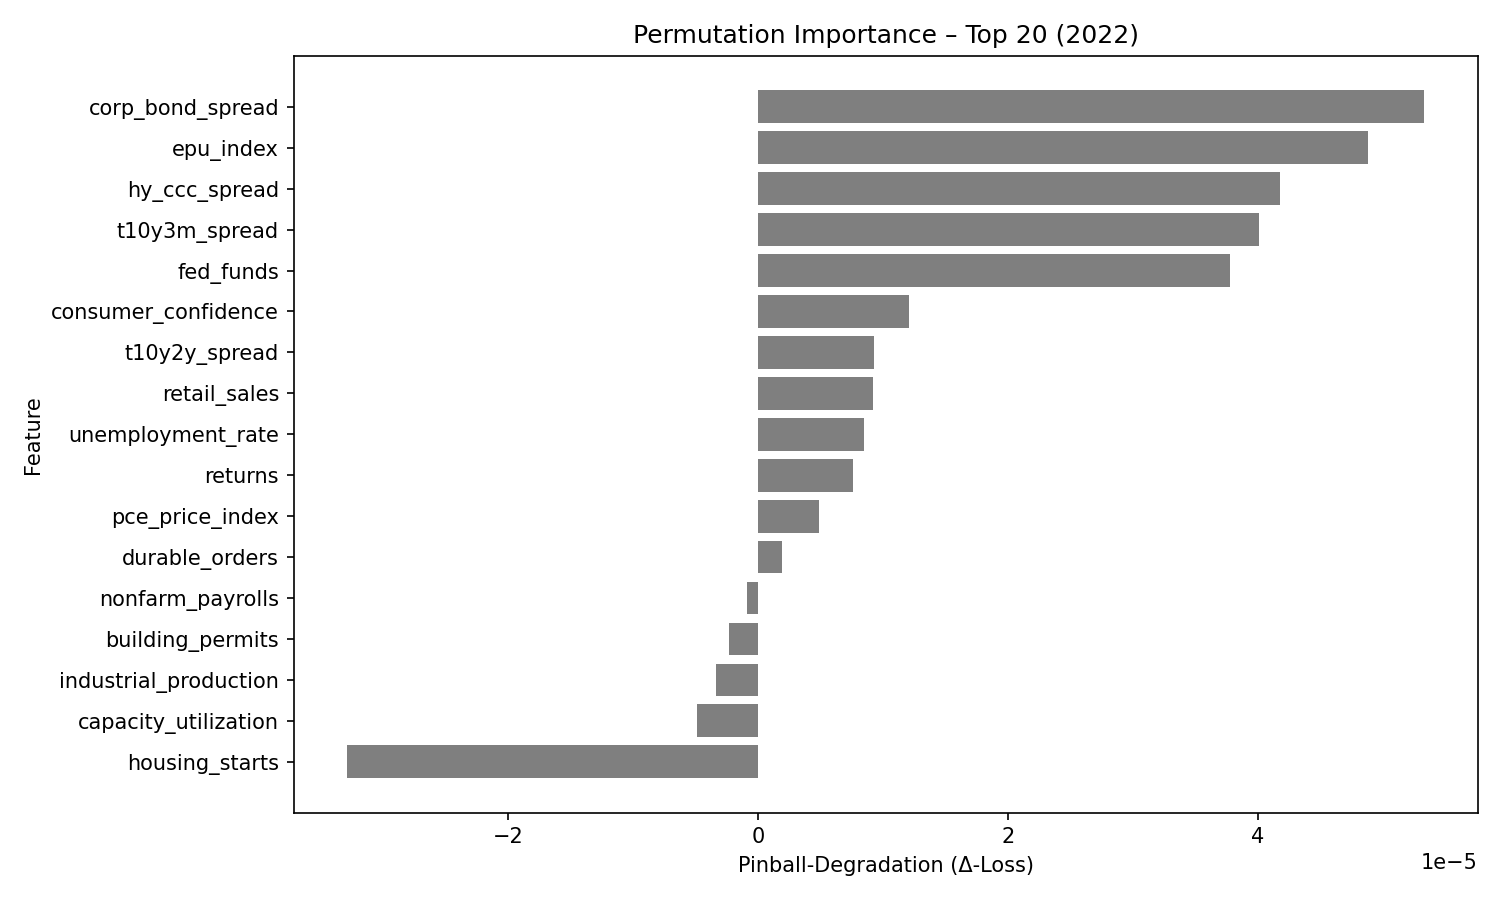 Permutation Importance – Top 20 (2022)
Feature
corp_bond_spread
epu_index
hy_ccc_spread
t10y3m_spread
fed_funds
consumer_confidence
t10y2y_spread
retail_sales
unemployment_rate
returns
pce_price_index
durable_orders
nonfarm_payrolls
building_permits
industrial_production
capacity_utilization
housing_starts
−2 0 2 4
1e−5
Pinball-Degradation (Δ-Loss)